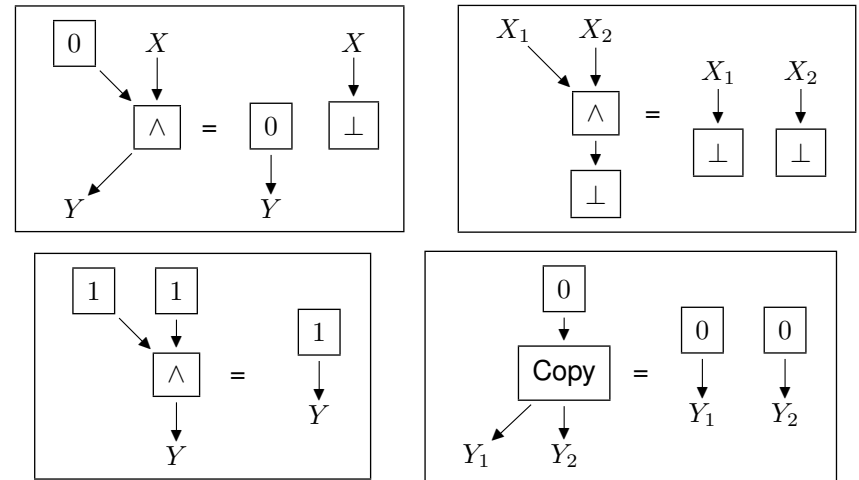 0 X X
∧ = 0 ⊥
Y Y
X₁ X₂
X₁ X₂
∧ =
⊥ ⊥
⊥
1 1
1
∧ =
Y
Y
0
0 0
Copy =
Y₁ Y₂
Y₁ Y₂